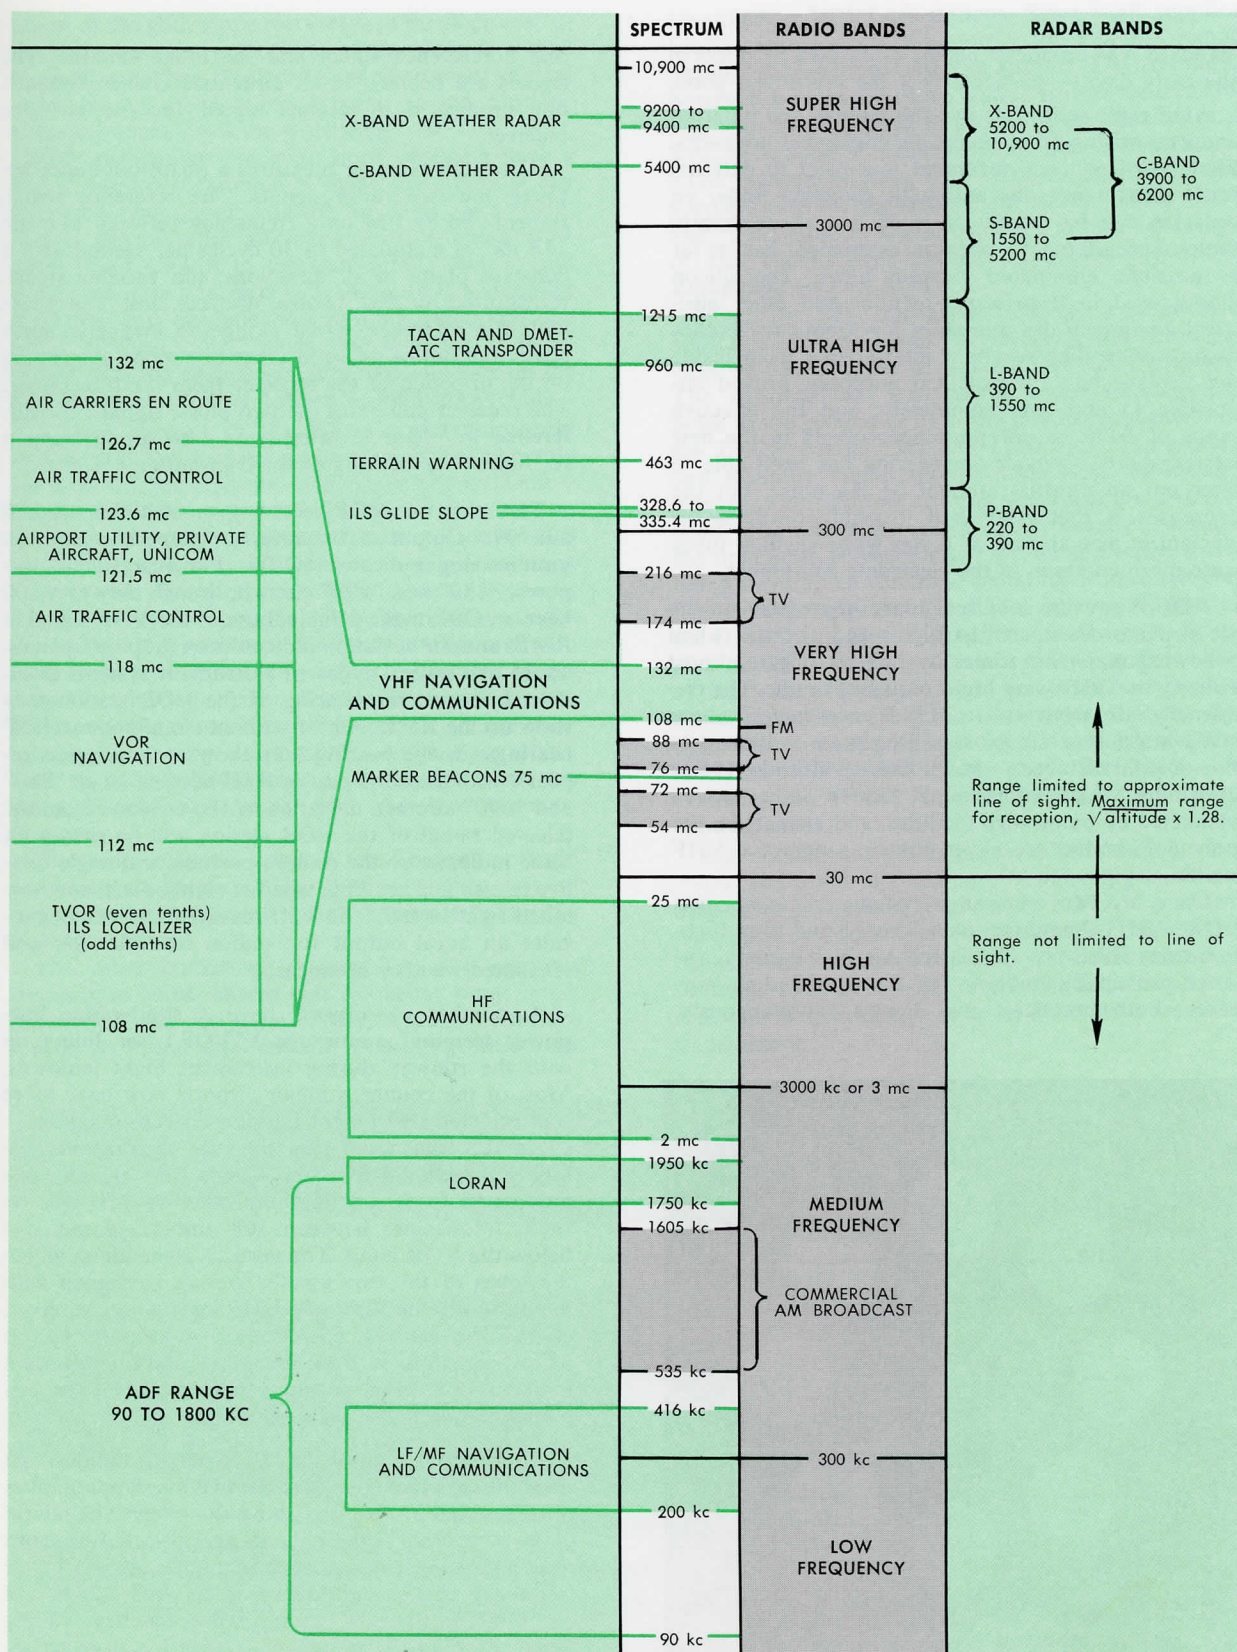 SPECTRUM
RADIO BANDS
RADAR BANDS
10,900 mc
X-BAND WEATHER RADAR
9200 to
9400 mc
SUPER HIGH
FREQUENCY
X-BAND
5200 to
10,900 mc
C-BAND WEATHER RADAR
5400 mc
C-BAND
3900 to
6200 mc
3000 mc
S-BAND
1550 to
5200 mc
1215 mc
TACAN AND DMET-
ATC TRANSPONDER
960 mc
ULTRA HIGH
FREQUENCY
L-BAND
390 to
1550 mc
TERRAIN WARNING
463 mc
ILS GLIDE SLOPE
328.6 to
335.4 mc
300 mc
P-BAND
220 to
390 mc
216 mc
TV
174 mc
132 mc
VERY HIGH
FREQUENCY
VHF NAVIGATION
AND COMMUNICATIONS
108 mc
FM
88 mc
TV
76 mc
MARKER BEACONS 75 mc
72 mc
TV
54 mc
132 mc
AIR CARRIERS EN ROUTE
126.7 mc
AIR TRAFFIC CONTROL
123.6 mc
AIRPORT UTILITY, PRIVATE
AIRCRAFT, UNICOM
121.5 mc
AIR TRAFFIC CONTROL
118 mc
VOR
NAVIGATION
112 mc
TVOR (even tenths)
ILS LOCALIZER
(odd tenths)
108 mc
Range limited to approximate
line of sight. Maximum range
for reception, √altitude x 1.28.
30 mc
Range not limited to line of
sight.
25 mc
HIGH
FREQUENCY
HF
COMMUNICATIONS
3000 kc or 3 mc
2 mc
1950 kc
LORAN
1750 kc
MEDIUM
FREQUENCY
1605 kc
COMMERCIAL
AM BROADCAST
535 kc
ADF RANGE
90 TO 1800 KC
416 kc
LF/MF NAVIGATION
AND COMMUNICATIONS
300 kc
200 kc
LOW
FREQUENCY
90 kc